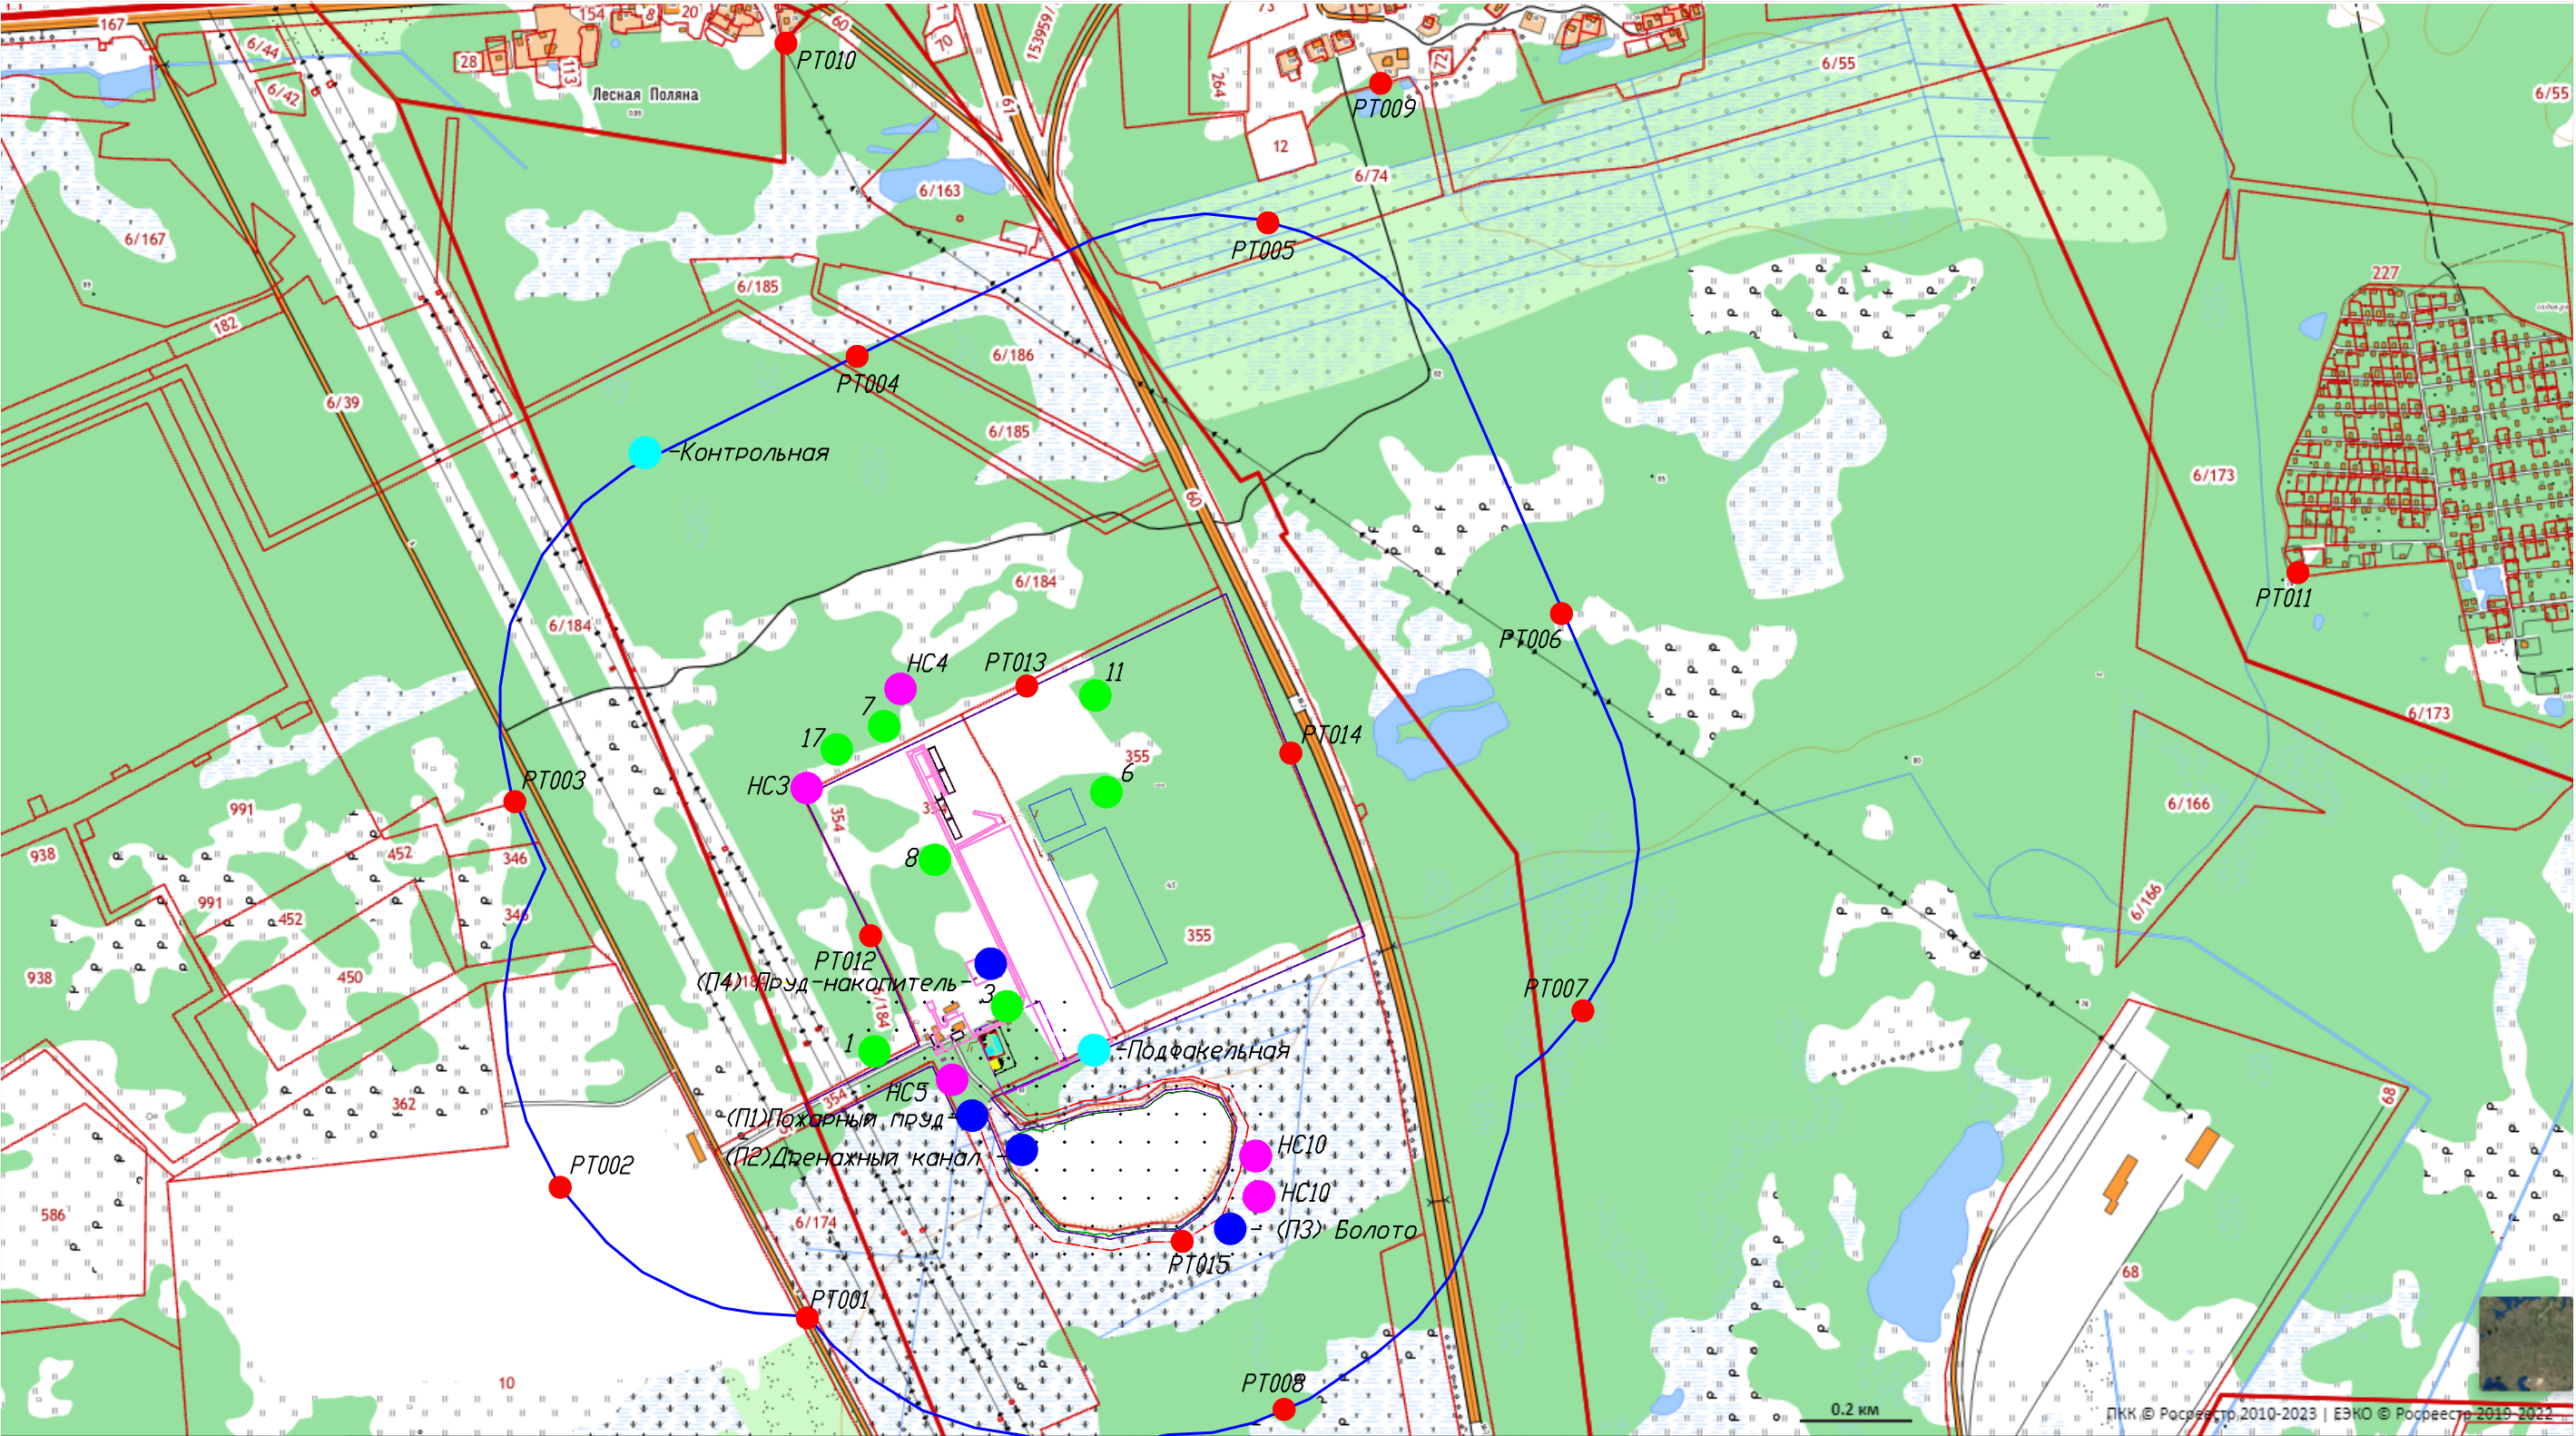 167
6/44
154
8
20
60
70
153959/
73
28
113
РТ010
61
264
72
6/55
6/42
Лесная Поляна
РТ009
6/55
12
6/163
6/74
6/167
РТ005
6/185
227
182
6/186
РТ004
6/39
6/185
-Контрольная
60
6/173
6/184
РТ011
6/184
РТ006
НС4
РТ013
11
7
6/173
17
РТ014
355
НС3
6
РТ003
354
6/166
991
8
938
452
346
991
452
346
6/166
355
РТ012
938
450
(П4) Пруд-накопитель-
3
РТ007
6/184
1
-Подфакельная
НС5
354
362
68
(П1)Пожарный пруд-
НС10
(П2)Дренажный канал -
РТ002
НС10
586
6/174
- (П3) Болото
РТ015
68
РТ001
10
РТ008
0.2 км
ПКК © Росреестр 2010-2023 | ЕЭКО © Росреестр 2019-2022